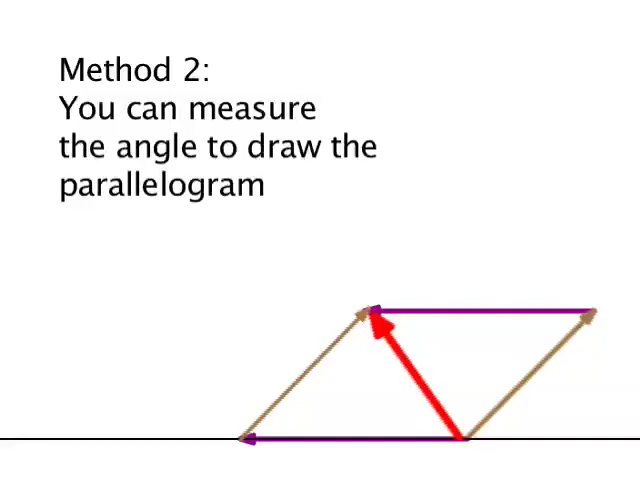 Method 2:
You can measure
the angle to draw the
parallelogram